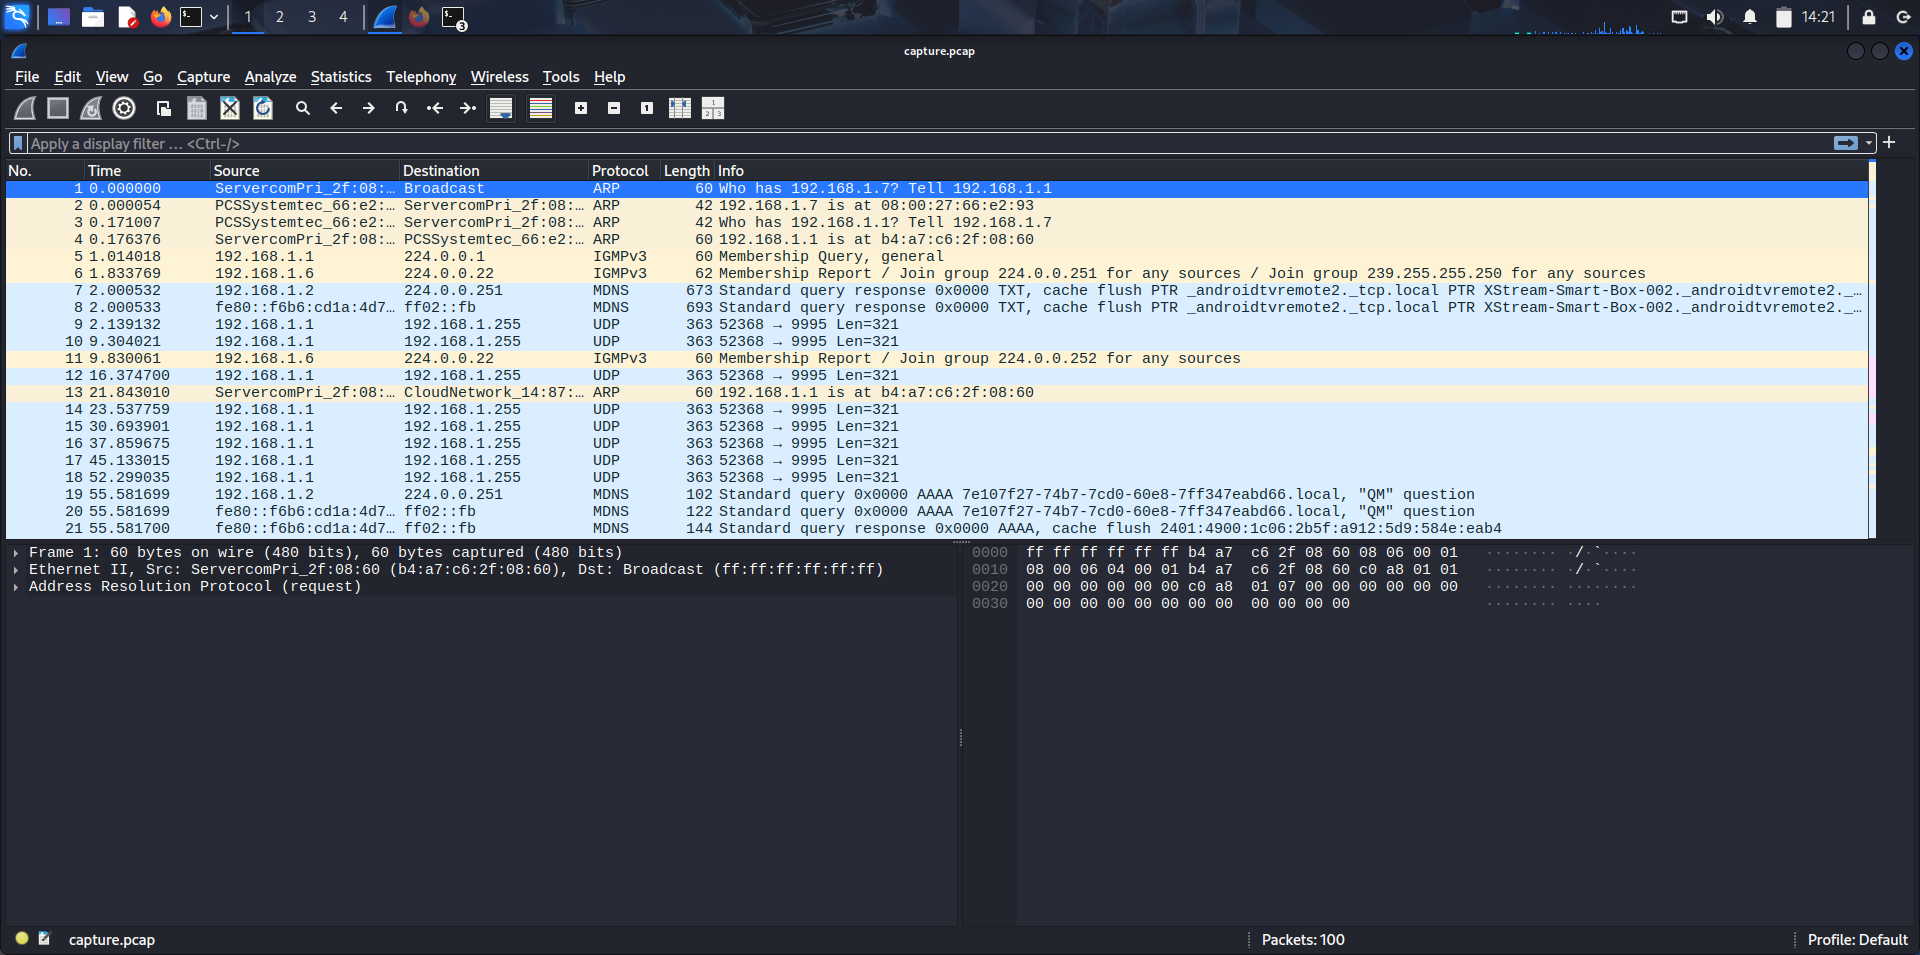 1 2 3 4 3 14:21
capture.pcap
File Edit View Go Capture Analyze Statistics Telephony Wireless Tools Help
Apply a display filter … <Ctrl-/>
No. Time Source Destination Protocol Length Info
1 0.000000 ServercomPri_2f:08:… Broadcast ARP 60 Who has 192.168.1.7? Tell 192.168.1.1
2 0.000054 PCSSystemtec_66:e2:… ServercomPri_2f:08:… ARP 42 192.168.1.7 is at 08:00:27:66:e2:93
3 0.171007 PCSSystemtec_66:e2:… ServercomPri_2f:08:… ARP 42 Who has 192.168.1.1? Tell 192.168.1.7
4 0.176376 ServercomPri_2f:08:… PCSSystemtec_66:e2:… ARP 60 192.168.1.1 is at b4:a7:c6:2f:08:60
5 1.014018 192.168.1.1 224.0.0.1 IGMPv3 60 Membership Query, general
6 1.833769 192.168.1.6 224.0.0.22 IGMPv3 62 Membership Report / Join group 224.0.0.251 for any sources / Join group 239.255.255.250 for any sources
7 2.000532 192.168.1.2 224.0.0.251 MDNS 673 Standard query response 0x0000 TXT, cache flush PTR _androidtvremote2._tcp.local PTR XStream-Smart-Box-002._androidtvremote2._…
8 2.000533 fe80::f6b6:cd1a:4d7… ff02::fb MDNS 693 Standard query response 0x0000 TXT, cache flush PTR _androidtvremote2._tcp.local PTR XStream-Smart-Box-002._androidtvremote2._…
9 2.139132 192.168.1.1 192.168.1.255 UDP 363 52368 → 9995 Len=321
10 9.304021 192.168.1.1 192.168.1.255 UDP 363 52368 → 9995 Len=321
11 9.830061 192.168.1.6 224.0.0.22 IGMPv3 60 Membership Report / Join group 224.0.0.252 for any sources
12 16.374700 192.168.1.1 192.168.1.255 UDP 363 52368 → 9995 Len=321
13 21.843010 ServercomPri_2f:08:… CloudNetwork_14:87:… ARP 60 192.168.1.1 is at b4:a7:c6:2f:08:60
14 23.537759 192.168.1.1 192.168.1.255 UDP 363 52368 → 9995 Len=321
15 30.693901 192.168.1.1 192.168.1.255 UDP 363 52368 → 9995 Len=321
16 37.859675 192.168.1.1 192.168.1.255 UDP 363 52368 → 9995 Len=321
17 45.133015 192.168.1.1 192.168.1.255 UDP 363 52368 → 9995 Len=321
18 52.299035 192.168.1.1 192.168.1.255 UDP 363 52368 → 9995 Len=321
19 55.581699 192.168.1.2 224.0.0.251 MDNS 102 Standard query 0x0000 AAAA 7e107f27-74b7-7cd0-60e8-7ff347eabd66.local, "QM" question
20 55.581699 fe80::f6b6:cd1a:4d7… ff02::fb MDNS 122 Standard query 0x0000 AAAA 7e107f27-74b7-7cd0-60e8-7ff347eabd66.local, "QM" question
21 55.581700 fe80::f6b6:cd1a:4d7… ff02::fb MDNS 144 Standard query response 0x0000 AAAA, cache flush 2401:4900:1c06:2b5f:a912:5d9:584e:eab4
Frame 1: 60 bytes on wire (480 bits), 60 bytes captured (480 bits)
Ethernet II, Src: ServercomPri_2f:08:60 (b4:a7:c6:2f:08:60), Dst: Broadcast (ff:ff:ff:ff:ff:ff)
Address Resolution Protocol (request)
0000 ff ff ff ff ff ff b4 a7 c6 2f 08 60 08 06 00 01 ········ ·/·`····
0010 08 00 06 04 00 01 b4 a7 c6 2f 08 60 c0 a8 01 01 ········ ·/·`····
0020 00 00 00 00 00 00 c0 a8 01 07 00 00 00 00 00 00 ········ ········
0030 00 00 00 00 00 00 00 00 00 00 00 00 ········ ····
capture.pcap Packets: 100 Profile: Default